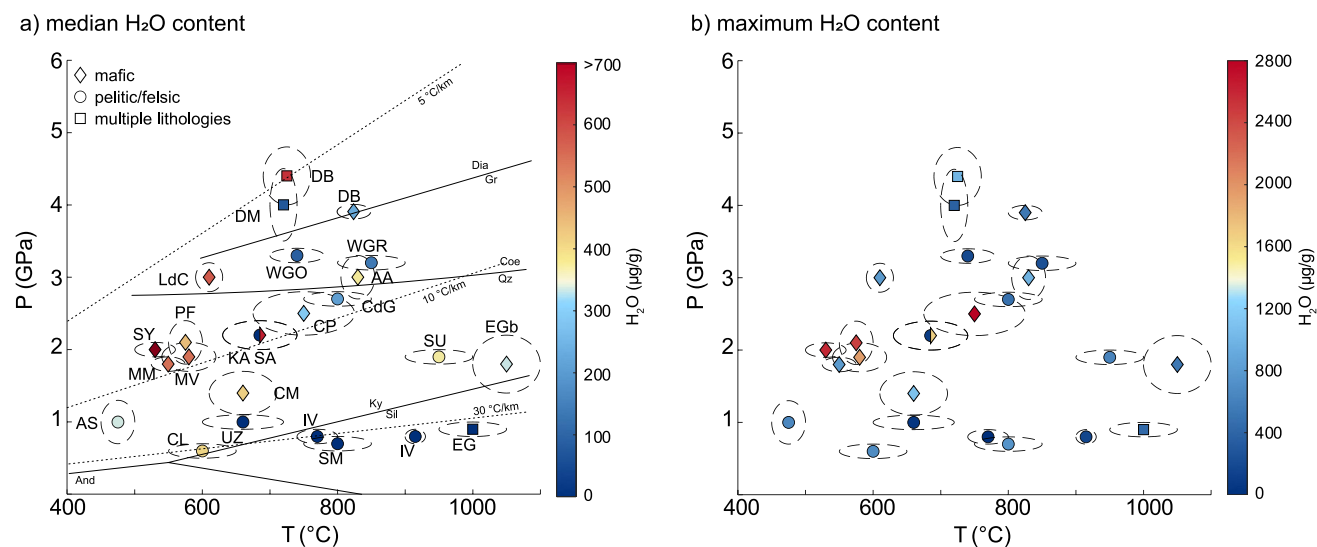 a) median H₂O content
b) maximum H₂O content
6
5
4
3
2
1
400
600
800
1000
P (GPa)
T (°C)
mafic
pelitic/felsic
multiple lithologies
5 °C/km
Dia
Gr
DB
DB
DM
WGO
WGR
LdC
AA
Coe
Qz
10 °C/km
CdG
CP
PF
SY
MM
MV
KA SA
SU
EGb
CM
AS
Ky
Sil
30 °C/km
CL
UZ
IV
SM
IV
EG
And
>700
600
500
400
300
200
100
0
H₂O (µg/g)
6
5
4
3
2
1
400
600
800
1000
P (GPa)
T (°C)
2800
2400
2000
1600
1200
800
400
0
H₂O (µg/g)